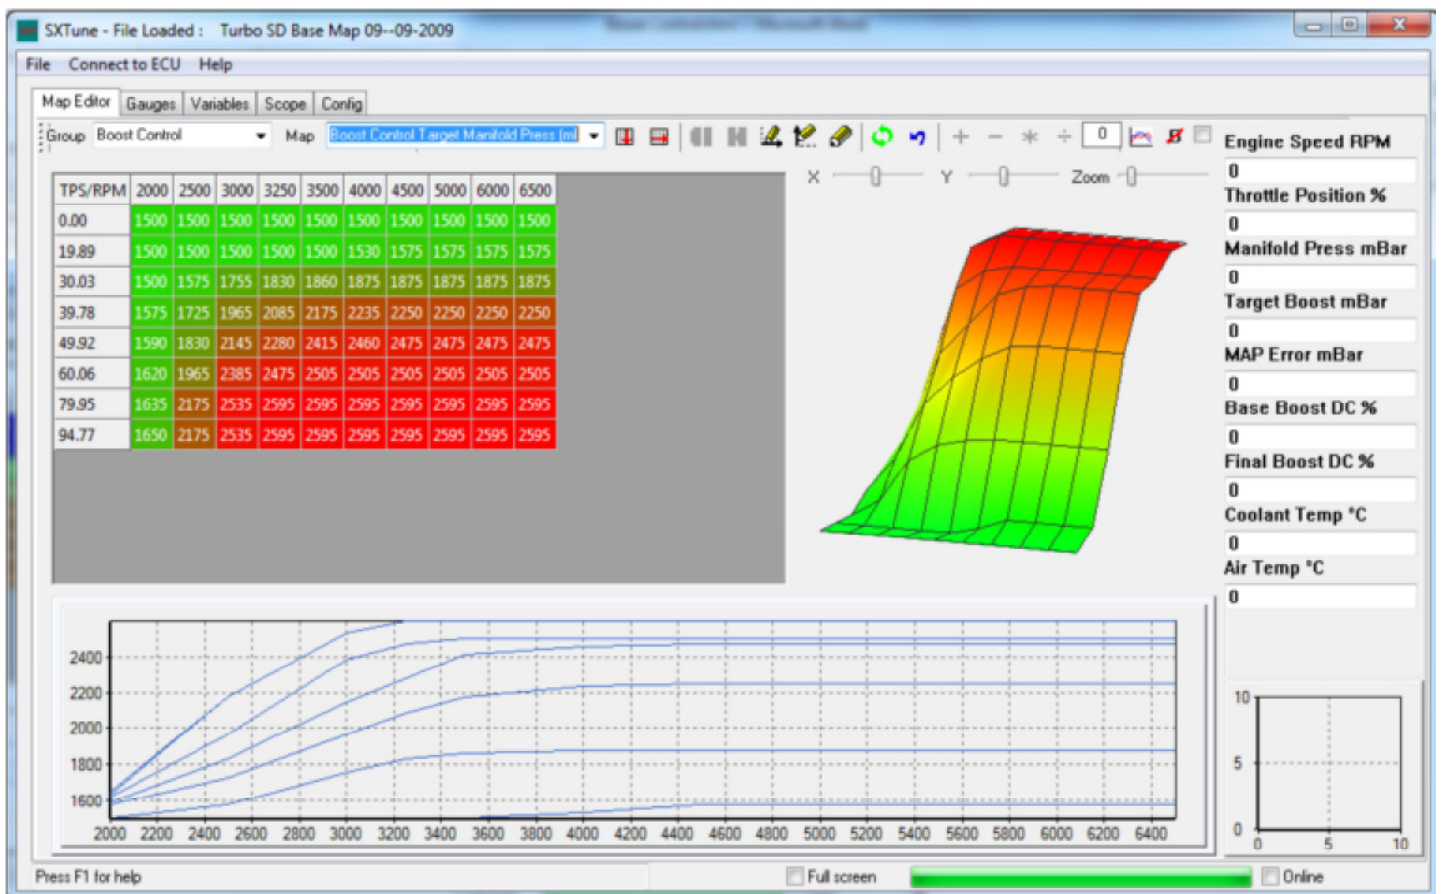 SXTune - File Loaded : Turbo SD Base Map 09--09-2009
File Connect to ECU Help
Map Editor Gauges Variables Scope Config
Group Boost Control Map Boost Control Target Manifold Press (ml 0
X Y Zoom
TPS/RPM 2000 2500 3000 3250 3500 4000 4500 5000 6000 6500
0.00 1500 1500 1500 1500 1500 1500 1500 1500 1500 1500
19.89 1500 1500 1500 1500 1500 1530 1575 1575 1575 1575
30.03 1500 1575 1755 1830 1860 1875 1875 1875 1875 1875
39.78 1575 1725 1965 2085 2175 2235 2250 2250 2250 2250
49.92 1590 1830 2145 2280 2415 2460 2475 2475 2475 2475
60.06 1620 1965 2385 2475 2505 2505 2505 2505 2505 2505
79.95 1635 2175 2535 2595 2595 2595 2595 2595 2595 2595
94.77 1650 2175 2535 2595 2595 2595 2595 2595 2595 2595
Engine Speed RPM
0
Throttle Position %
0
Manifold Press mBar
0
Target Boost mBar
0
MAP Error mBar
0
Base Boost DC %
0
Final Boost DC %
0
Coolant Temp °C
0
Air Temp °C
0
2400
2200
2000
1800
1600
2000 2200 2400 2600 2800 3000 3200 3400 3600 3800 4000 4200 4400 4600 4800 5000 5200 5400 5600 5800 6000 6200 6400
10
5
0
0 5 10
Press F1 for help Full screen Online